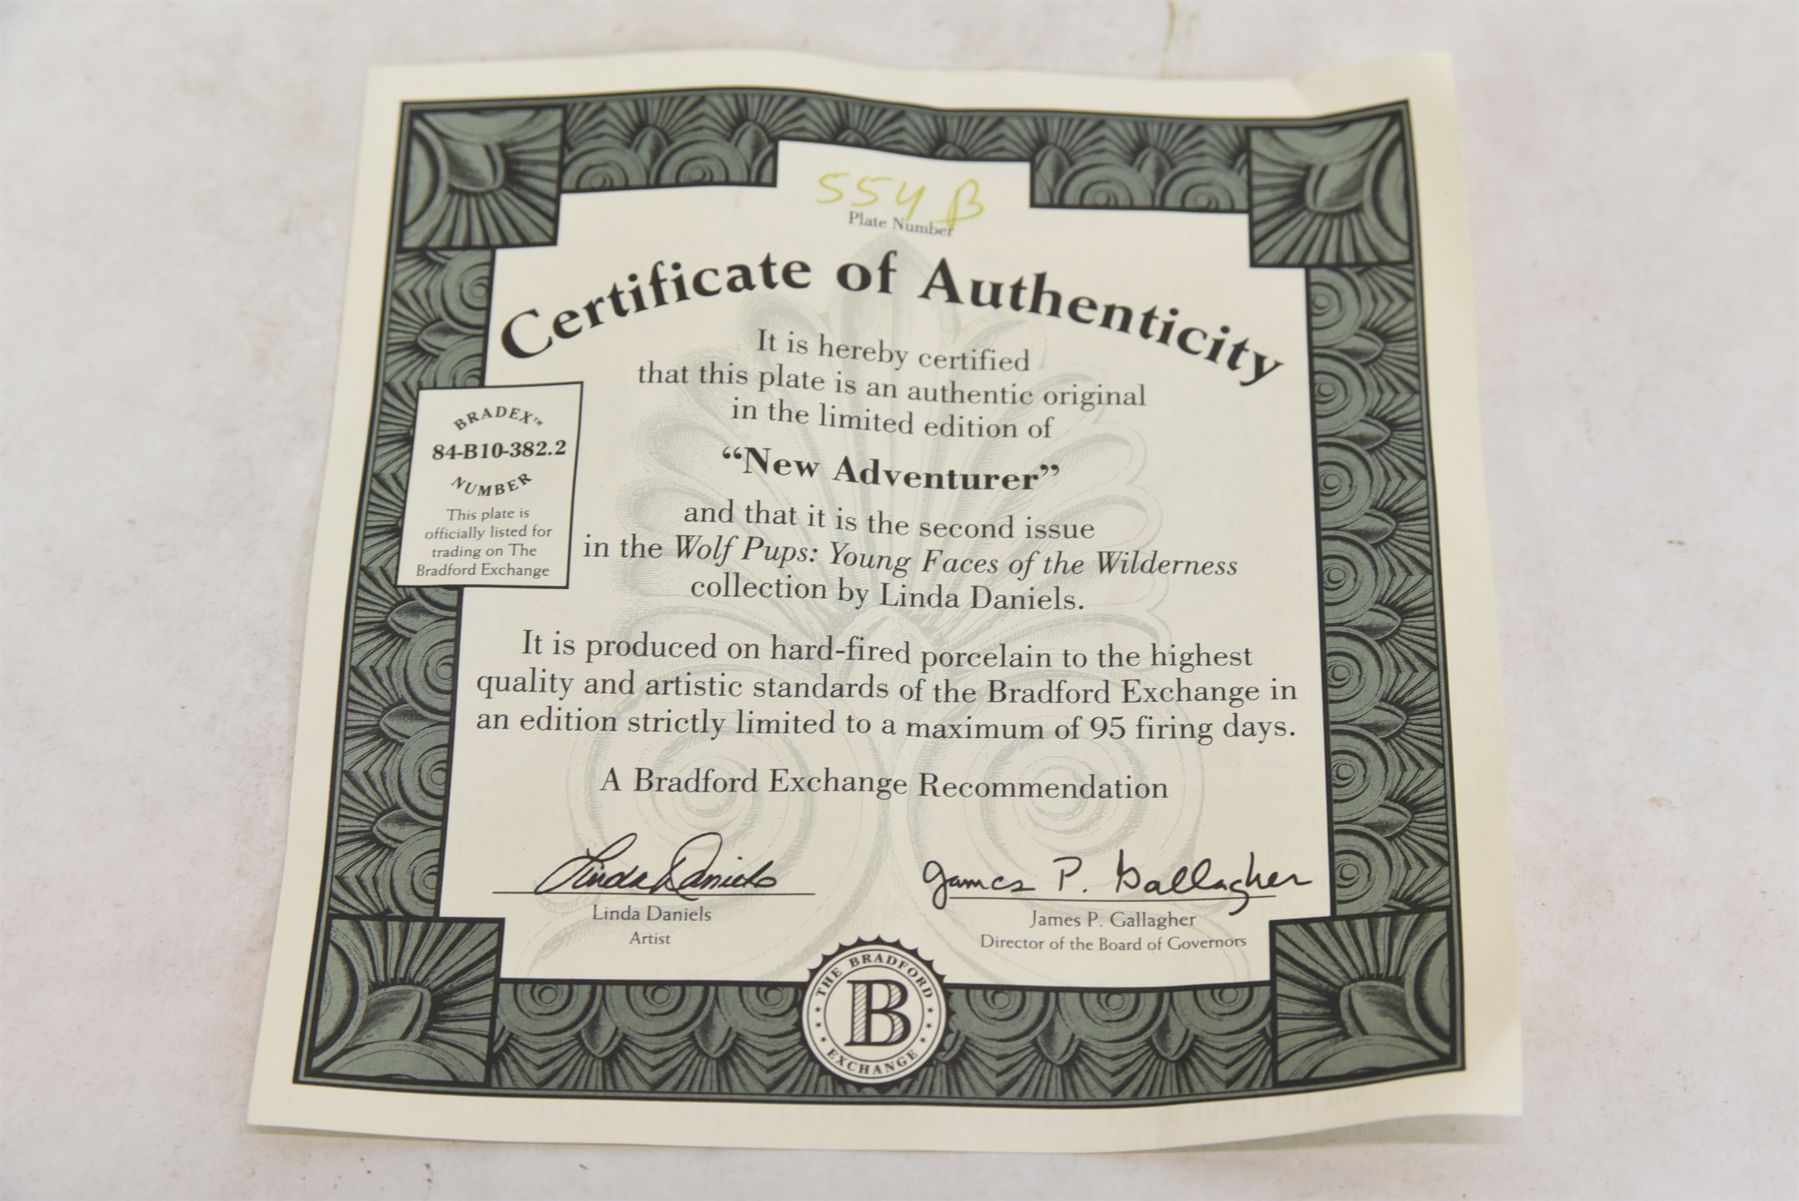 554 B
Plate Number
Certificate of Authenticity
It is hereby certified
that this plate is an authentic original
in the limited edition of
“New Adventurer”
and that it is the second issue
in the Wolf Pups: Young Faces of the Wilderness
collection by Linda Daniels.
BRADEX™
84-B10-382.2
NUMBER
This plate is
officially listed for
trading on The
Bradford Exchange
It is produced on hard-fired porcelain to the highest
quality and artistic standards of the Bradford Exchange in
an edition strictly limited to a maximum of 95 firing days.
A Bradford Exchange Recommendation
Linda Daniels
Linda Daniels
Artist
James P. Gallagher
James P. Gallagher
Director of the Board of Governors
THE BRADFORD
B
EXCHANGE